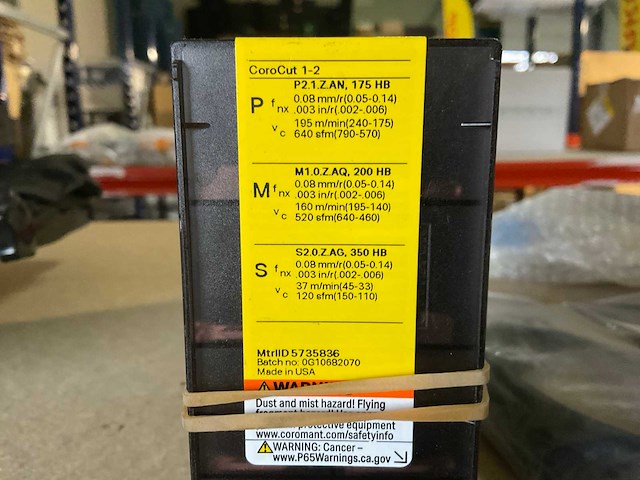 CoroCut 1-2
P2.1.Z.AN, 175 HB
P fnx 0.08 mm/r(0.05-0.14)
.003 in/r(.002-.006)
vc 195 m/min(240-175)
640 sfm(790-570)
M1.0.Z.AQ, 200 HB
M fnx 0.08 mm/r(0.05-0.14)
.003 in/r(.002-.006)
vc 160 m/min(195-140)
520 sfm(640-460)
S2.0.Z.AG, 350 HB
S fnx 0.08 mm/r(0.05-0.14)
.003 in/r(.002-.006)
vc 37 m/min(45-33)
120 sfm(150-110)
MtrlID 5735836
Batch no: 0G10682070
Made in USA
WARNING
Dust and mist hazard! Flying
protective equipment
www.coromant.com/safetyinfo
WARNING: Cancer –
www.P65Warnings.ca.gov